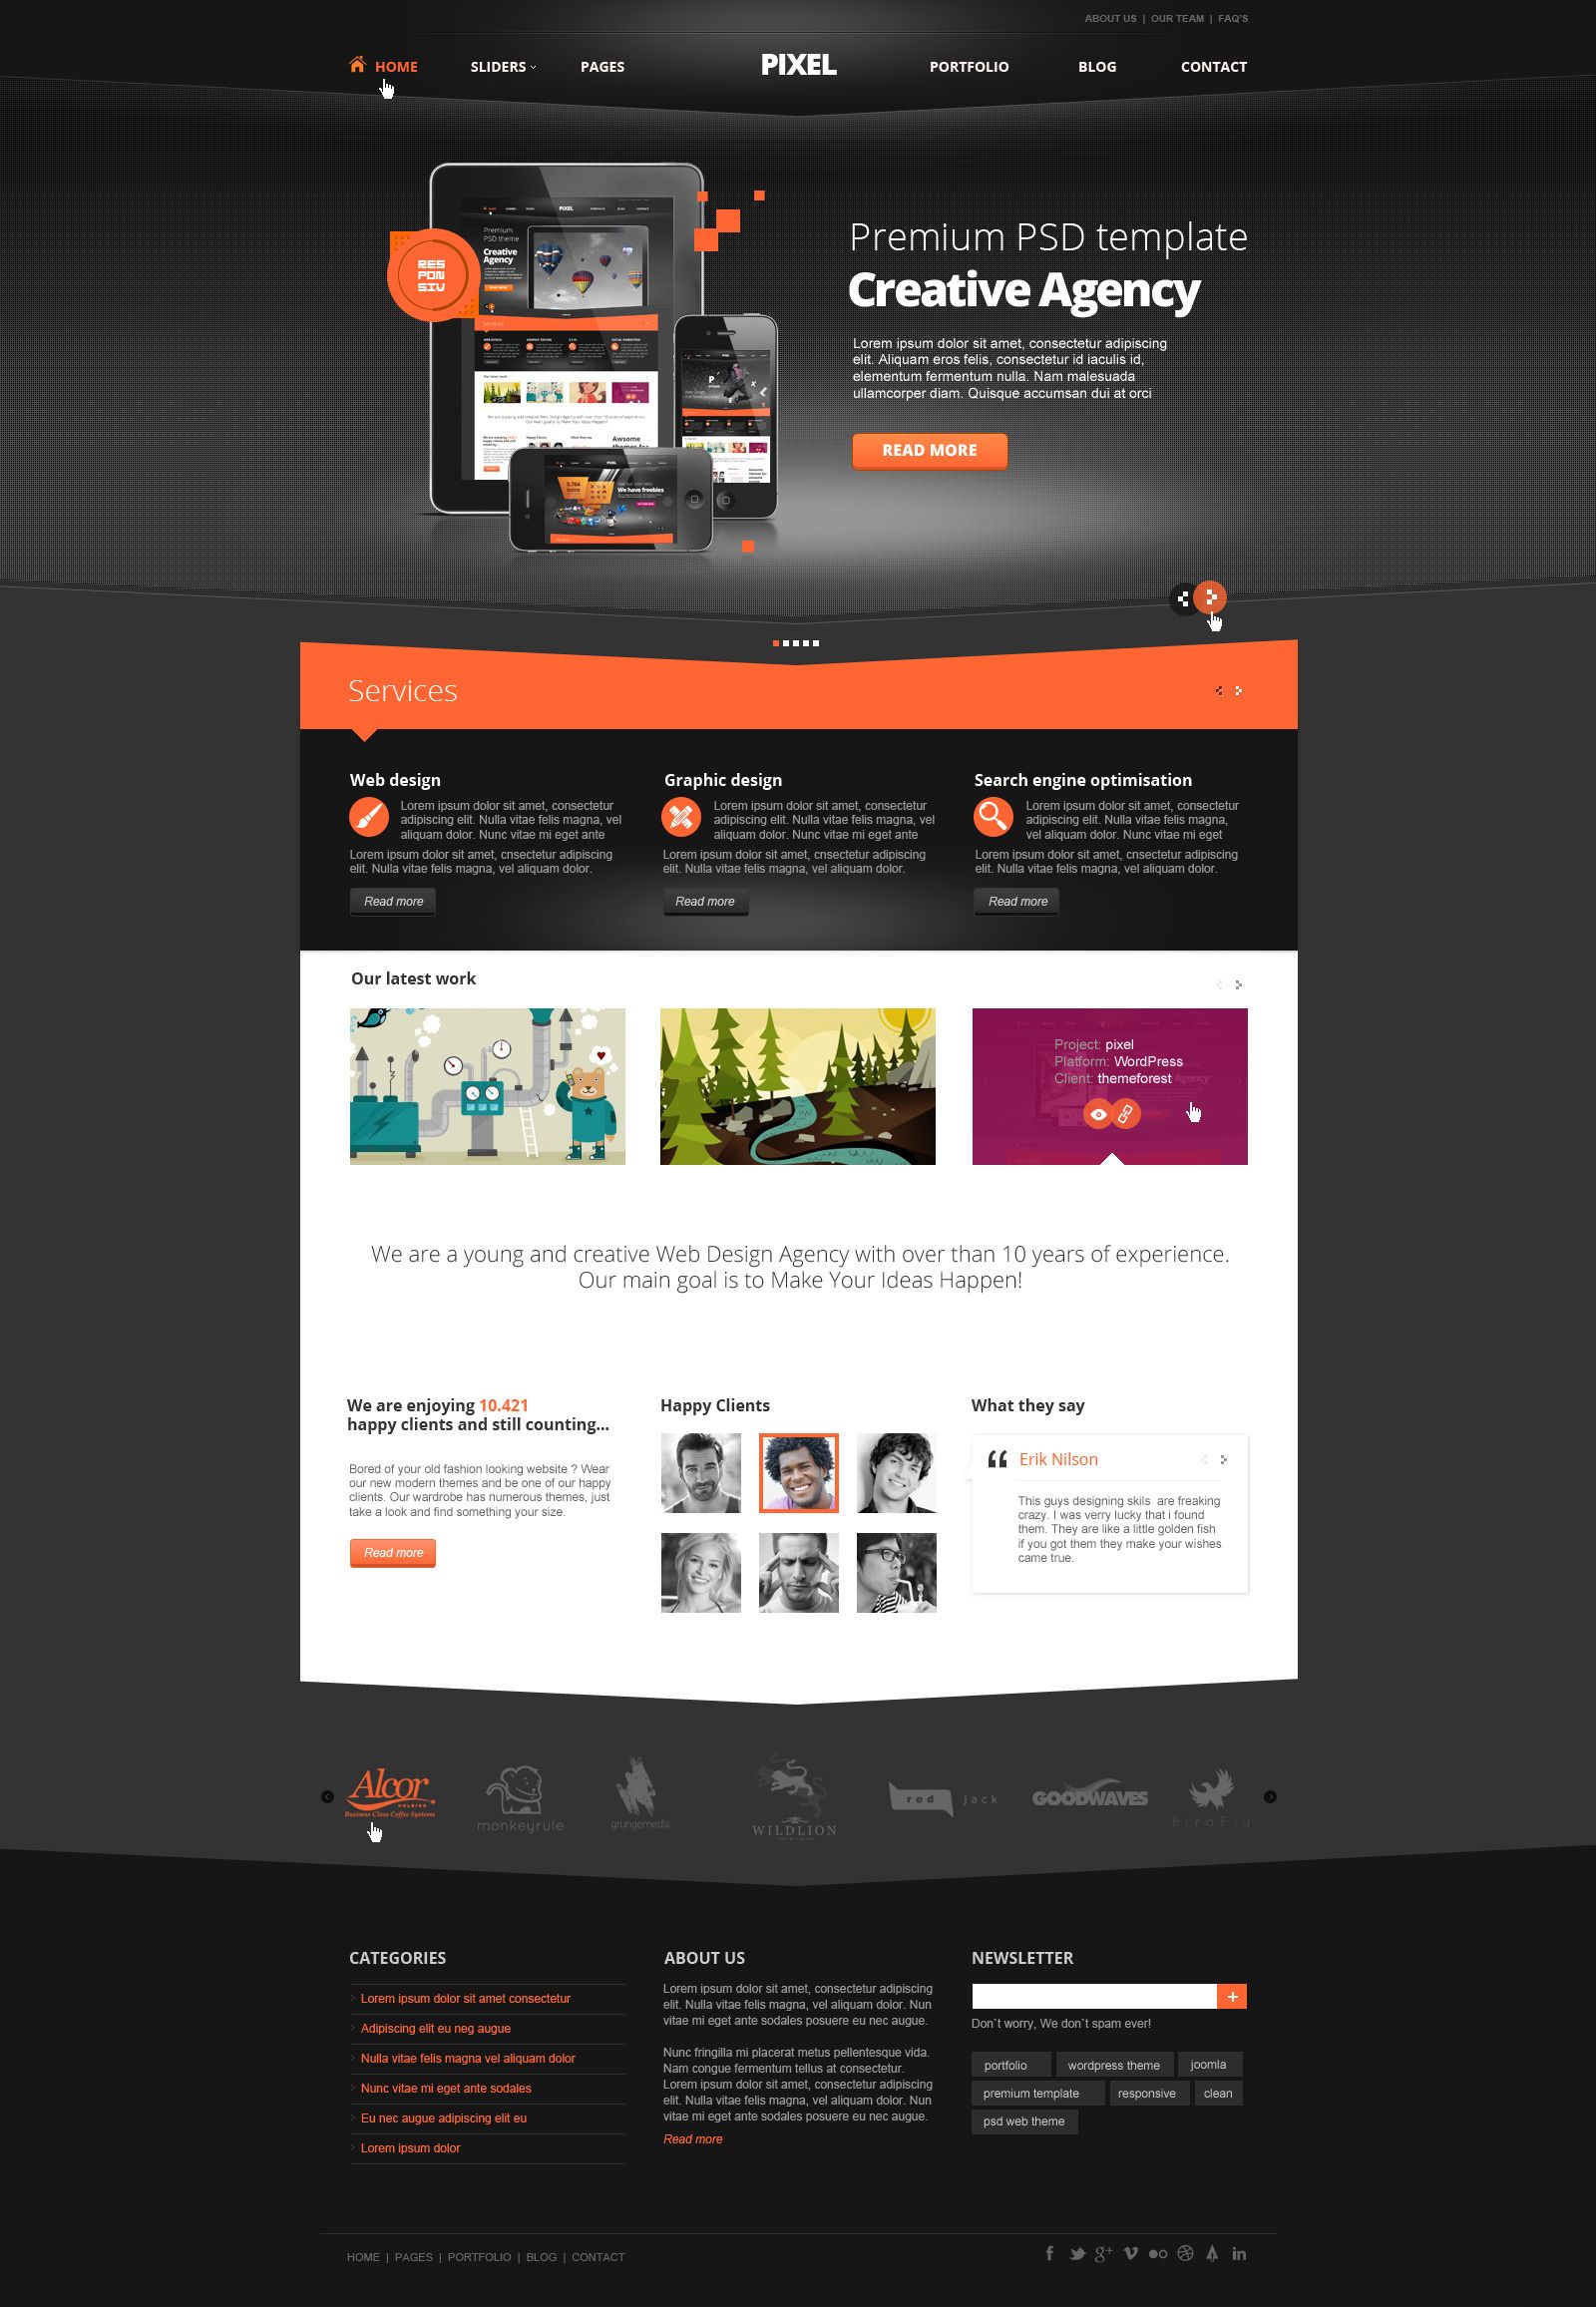 ABOUT US | OUR TEAM | FAQ'S
HOME SLIDERS PAGES PIXEL PORTFOLIO BLOG CONTACT
RES
PON
SIV
Premium PSD template
Creative Agency
Lorem ipsum dolor sit amet, consectetur adipiscing
elit. Aliquam eros felis, consectetur id iaculis id,
elementum fermentum nulla. Nam malesuada
ullamcorper diam. Quisque accumsan dui at orci
READ MORE
Services
Web design
Lorem ipsum dolor sit amet, consectetur
adipiscing elit. Nulla vitae felis magna, vel
aliquam dolor. Nunc vitae mi eget ante
Lorem ipsum dolor sit amet, cnsectetur adipiscing
elit. Nulla vitae felis magna, vel aliquam dolor.
Read more
Graphic design
Lorem ipsum dolor sit amet, consectetur
adipiscing elit. Nulla vitae felis magna, vel
aliquam dolor. Nunc vitae mi eget ante
Lorem ipsum dolor sit amet, cnsectetur adipiscing
elit. Nulla vitae felis magna, vel aliquam dolor.
Read more
Search engine optimisation
Lorem ipsum dolor sit amet, consectetur
adipiscing elit. Nulla vitae felis magna,
vel aliquam dolor. Nunc vitae mi eget
Lorem ipsum dolor sit amet, cnsectetur adipiscing
elit. Nulla vitae felis magna, vel aliquam dolor.
Read more
Our latest work
Project: pixel
Platform: WordPress
Client: themeforest
We are a young and creative Web Design Agency with over than 10 years of experience.
Our main goal is to Make Your Ideas Happen!
We are enjoying 10.421
happy clients and still counting...
Bored of your old fashion looking website ? Wear
our new modern themes and be one of our happy
clients. Our wardrobe has numerous themes, just
take a look and find something your size.
Read more
Happy Clients
What they say
Erik Nilson
This guys designing skils are freaking
crazy. I was verry lucky that i found
them. They are like a little golden fish
if you got them they make your wishes
came true.
Alcor
HOLDING
Business Class Coffee Systems
monkeyrule
grungemedia
WILDLION
red jack
GOODWAVES
BirdFly
CATEGORIES
Lorem ipsum dolor sit amet consectetur
Adipiscing elit eu neg augue
Nulla vitae felis magna vel aliquam dolor
Nunc vitae mi eget ante sodales
Eu nec augue adipiscing elit eu
Lorem ipsum dolor
ABOUT US
Lorem ipsum dolor sit amet, consectetur adipiscing
elit. Nulla vitae felis magna, vel aliquam dolor. Nun
vitae mi eget ante sodales posuere eu nec augue.
Nunc fringilla mi placerat metus pellentesque vida.
Nam congue fermentum tellus at consectetur.
Lorem ipsum dolor sit amet, consectetur adipiscing
elit. Nulla vitae felis magna, vel aliquam dolor. Nun
vitae mi eget ante sodales posuere eu nec augue.
Read more
NEWSLETTER
Don`t worry, We don`t spam ever!
portfolio wordpress theme joomla
premium template responsive clean
psd web theme
HOME | PAGES | PORTFOLIO | BLOG | CONTACT